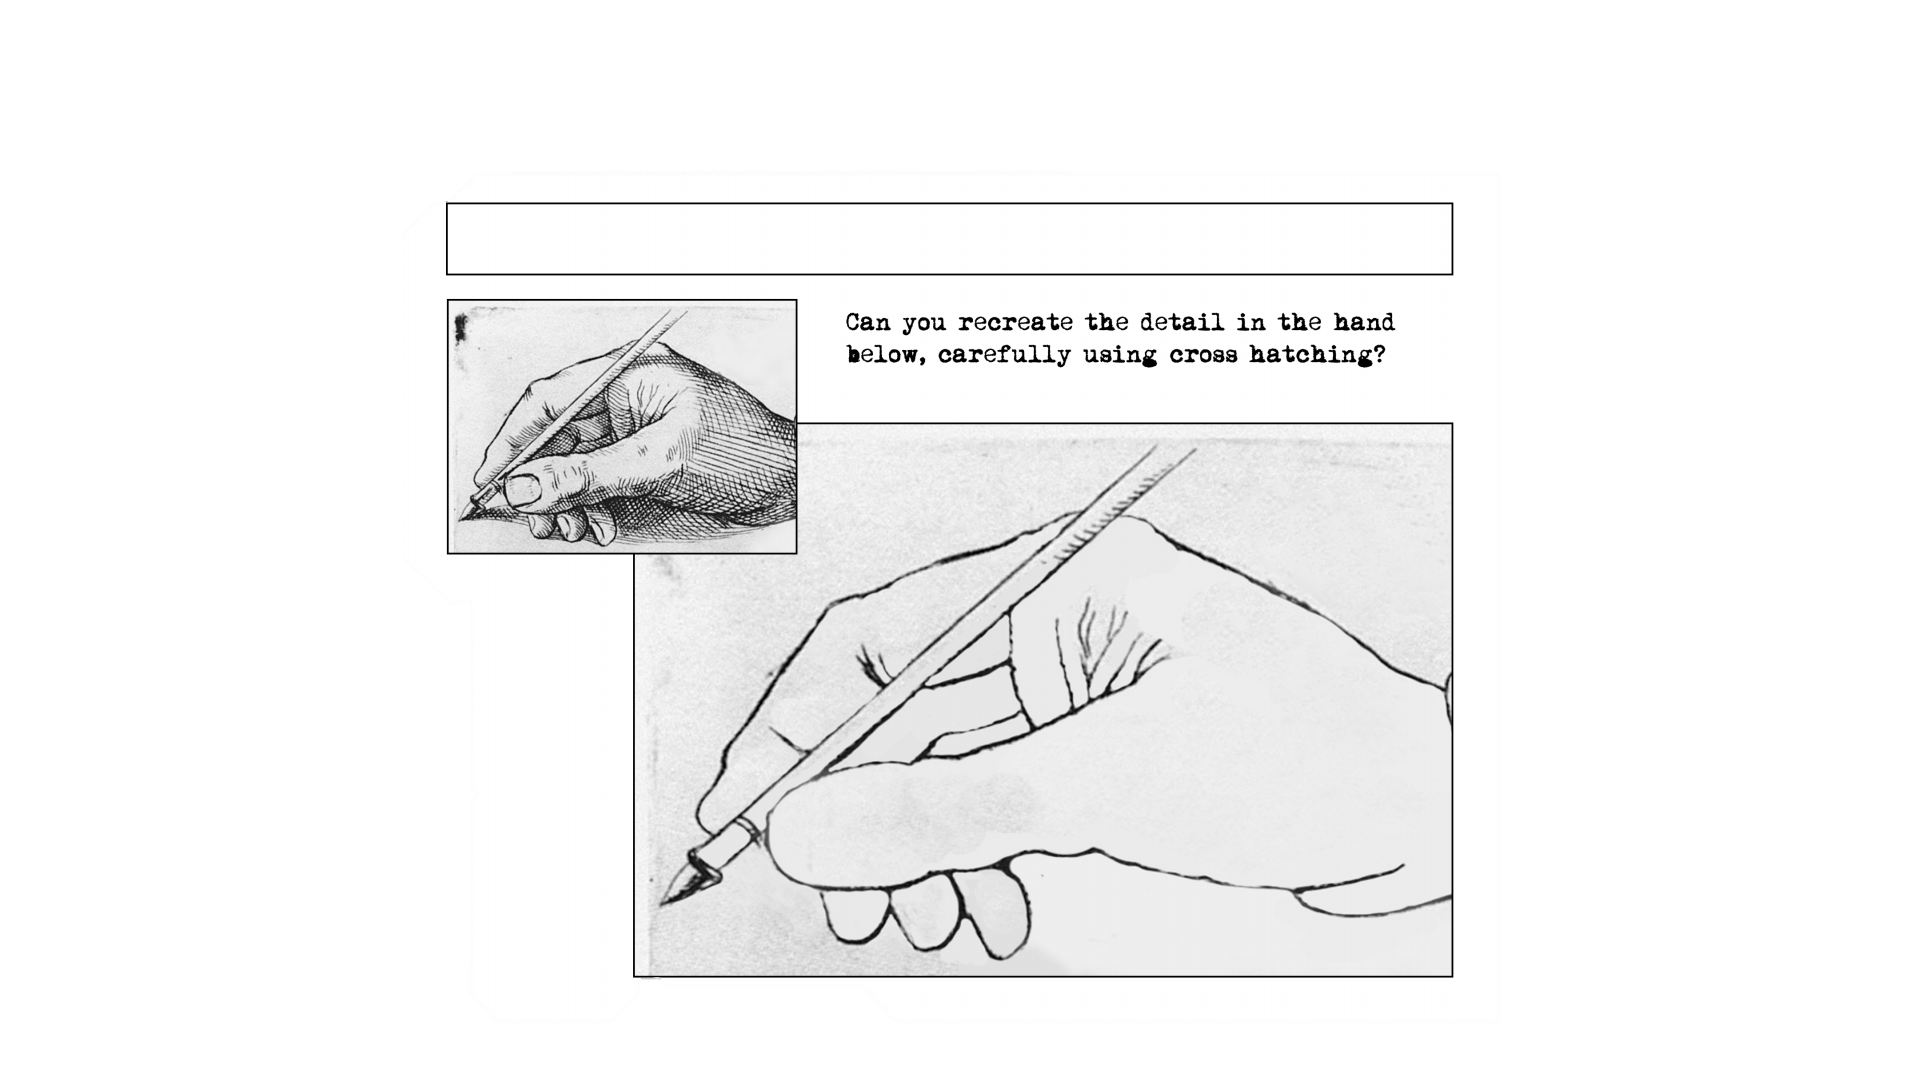 Can you recreate the detail in the hand
below, carefully using cross hatching?